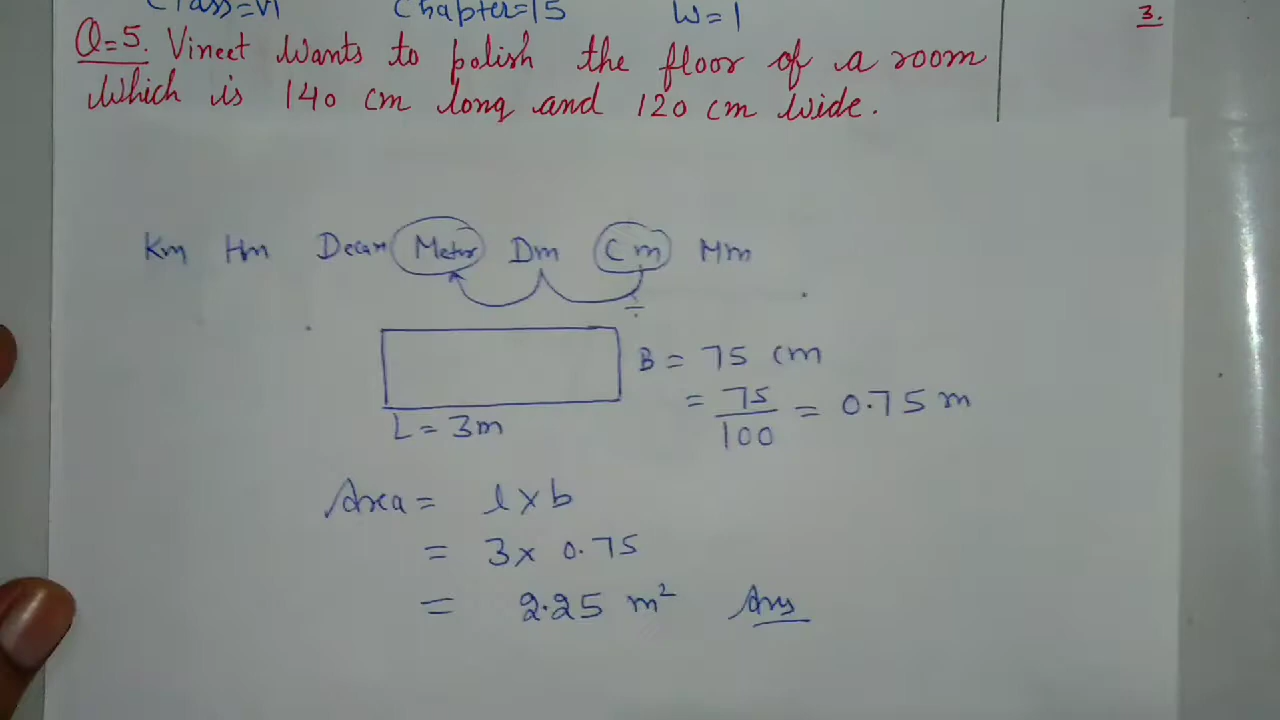 Class=VI Chapter=15 W=1
3.
Q=5. Vineet wants to polish the floor of a room
which is 140 cm long and 120 cm wide.
Km Hm Decam Meter Dm Cm Mm
÷
B = 75 cm
= 75/100 = 0.75 m
L = 3m
Area = l x b
= 3 x 0.75
= 2.25 m² Ans